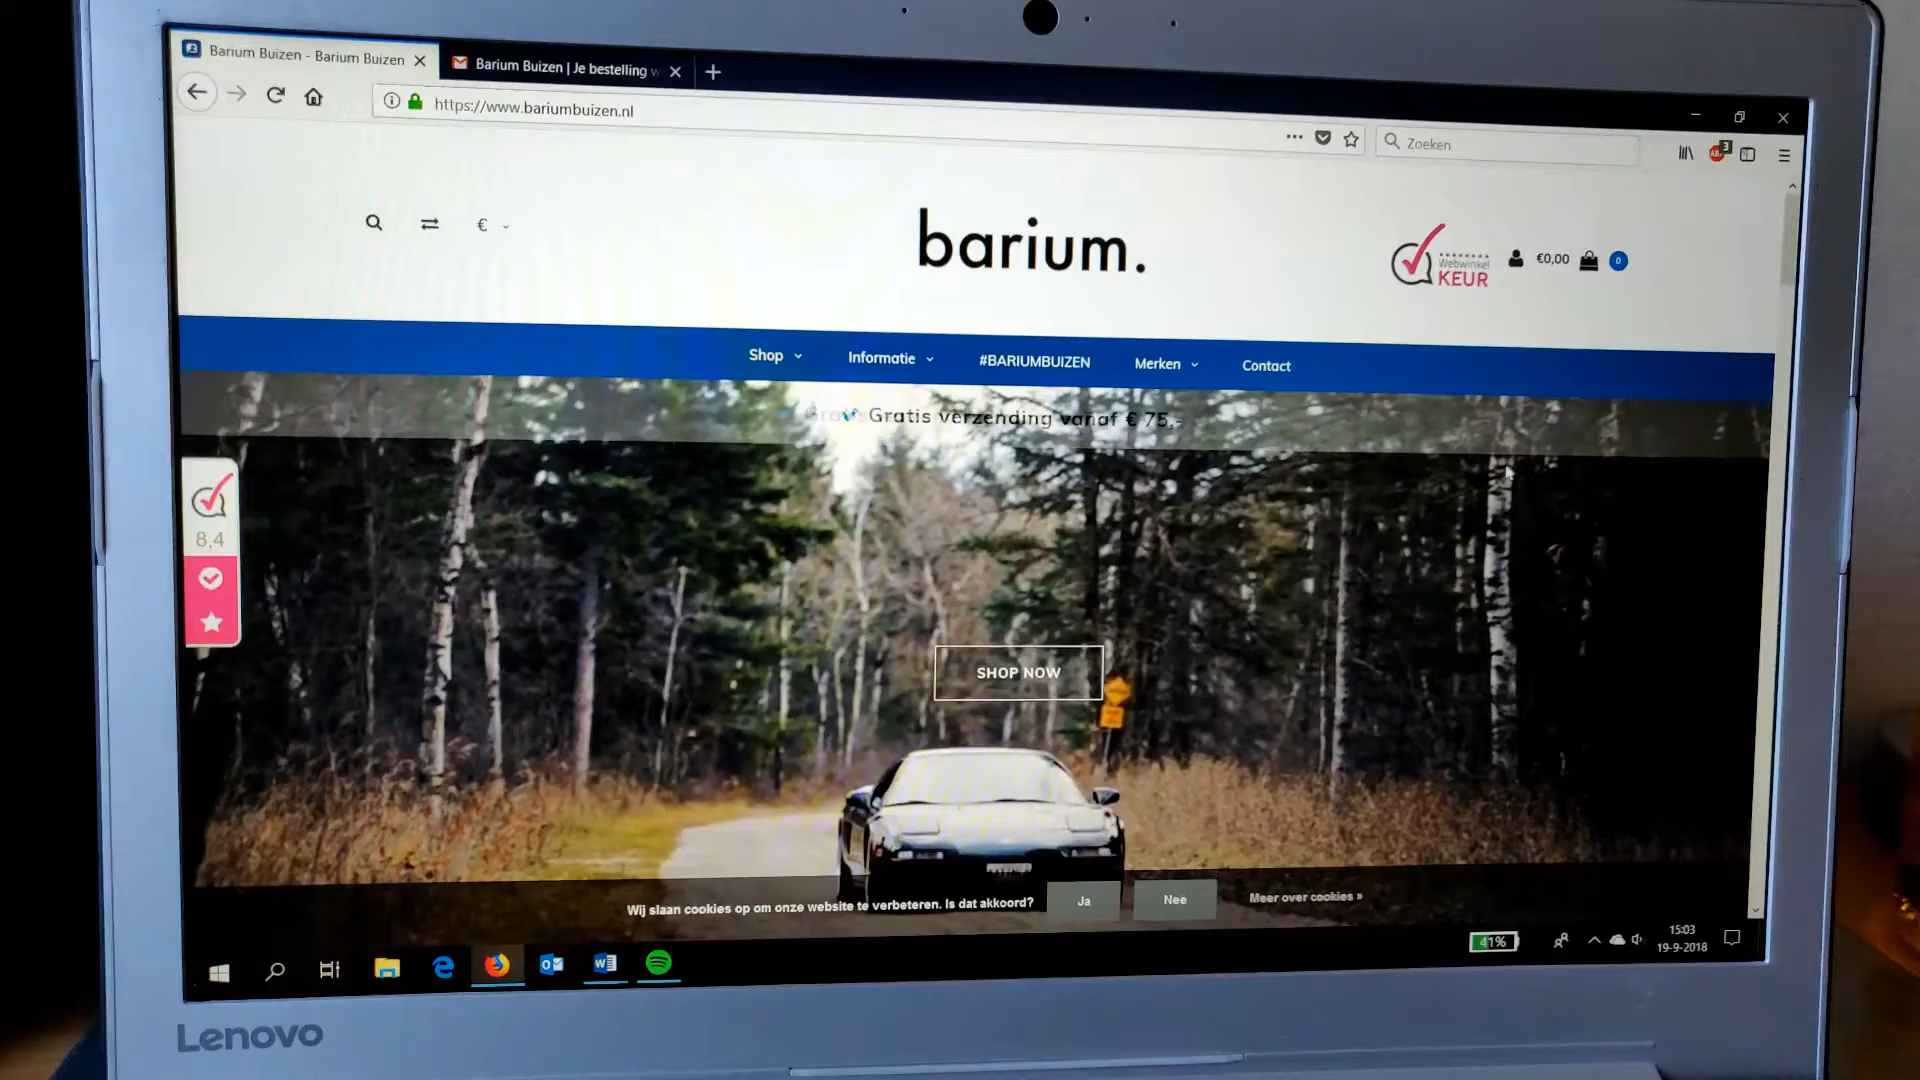 Barium Buizen - Barium Buizen
Barium Buizen | Je bestelling
https://www.bariumbuizen.nl
Zoeken
3
€
barium.
Webwinkel
KEUR
€0,00
0
Shop
Informatie
#BARIUMBUIZEN
Merken
Contact
Gratis verzending vanaf € 75,-
8,4
SHOP NOW
Wij slaan cookies op om onze website te verbeteren. Is dat akkoord?
Ja
Nee
Meer over cookies »
41%
15:03
19-9-2018
Lenovo